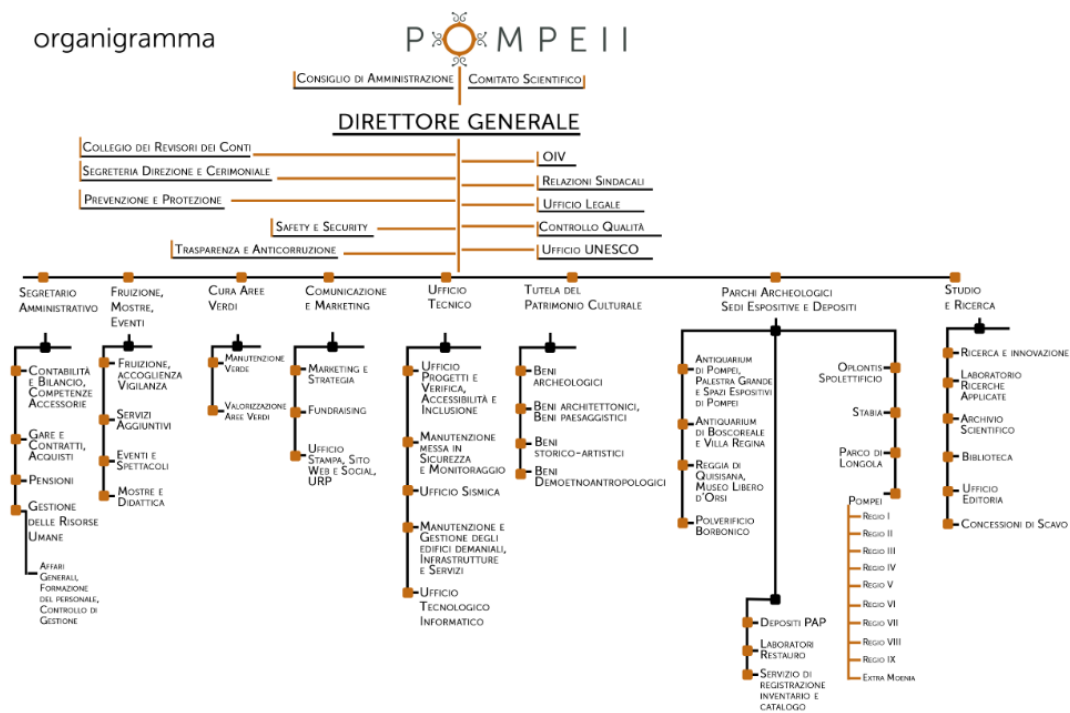 organigramma
POMPEII
Consiglio di Amministrazione
Comitato Scientifico
DIRETTORE GENERALE
Collegio dei Revisori dei Conti
Segreteria Direzione e Cerimoniale
Prevenzione e Protezione
Safety e Security
Trasparenza e Anticorruzione
OIV
Relazioni Sindacali
Ufficio Legale
Controllo Qualità
Ufficio UNESCO
Segretario
Amministrativo
Contabilità
e Bilancio,
Competenze
Accessorie
Gare e
Contratti,
Acquisti
Pensioni
Gestione
delle Risorse
Umane
Affari
Generali,
Formazione
del personale,
Controllo di
Gestione
Fruizione,
Mostre,
Eventi
Fruizione,
accoglienza
Vigilanza
Servizi
Aggiuntivi
Eventi e
Spettacoli
Mostre e
Didattica
Cura Aree
Verdi
Manutenzione
Verde
Valorizzazione
Aree Verdi
Comunicazione
e Marketing
Marketing e
Strategia
Fundraising
Ufficio
Stampa, Sito
Web e Social,
URP
Ufficio
Tecnico
Ufficio
Progetti e
Verifica,
Accessibilità e
Inclusione
Manutenzione
messa in
Sicurezza
e Monitoraggio
Ufficio Sismica
Manutenzione e
Gestione degli
edifici demaniali,
Infrastrutture
e Servizi
Ufficio
Tecnologico
Informatico
Tutela del
Patrimonio Culturale
Beni
archeologici
Beni architettonici,
Beni paesaggistici
Beni
storico-artistici
Beni
Demoetnoantropologici
Parchi Archeologici
Sedi Espositive e Depositi
Antiquarium
di Pompei,
Palestra Grande
e Spazi Espositivi
di Pompei
Antiquarium
di Boscoreale
e Villa Regina
Reggia di
Quisisana,
Museo Libero
d'Orsi
Polverificio
Borbonico
Oplontis
Spolettificio
Stabia
Parco di
Longola
Pompei
Regio I
Regio II
Regio III
Regio IV
Regio V
Regio VI
Regio VII
Regio VIII
Regio IX
Extra Moenia
Depositi PAP
Laboratori
Restauro
Servizio di
registrazione
inventario e
catalogo
Studio
e Ricerca
Ricerca e innovazione
Laboratorio
Ricerche
Applicate
Archivio
Scientifico
Biblioteca
Ufficio
Editoria
Concessioni di Scavo